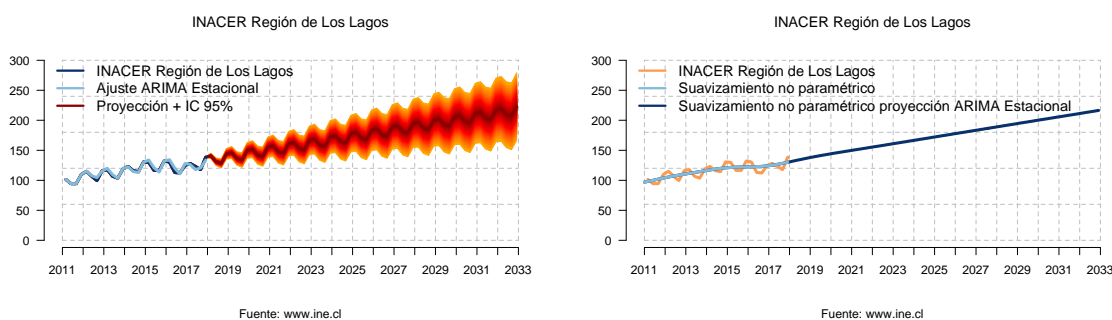 INACER Región de Los Lagos
300
250
200
150
100
50
0
INACER Región de Los Lagos
Ajuste ARIMA Estacional
Proyección + IC 95%
2011 2013 2015 2017 2019 2021 2023 2025 2027 2029 2031 2033
Fuente: www.ine.cl
INACER Región de Los Lagos
300
250
200
150
100
50
0
INACER Región de Los Lagos
Suavizamiento no paramétrico
Suavizamiento no paramétrico proyección ARIMA Estacional
2011 2013 2015 2017 2019 2021 2023 2025 2027 2029 2031 2033
Fuente: www.ine.cl